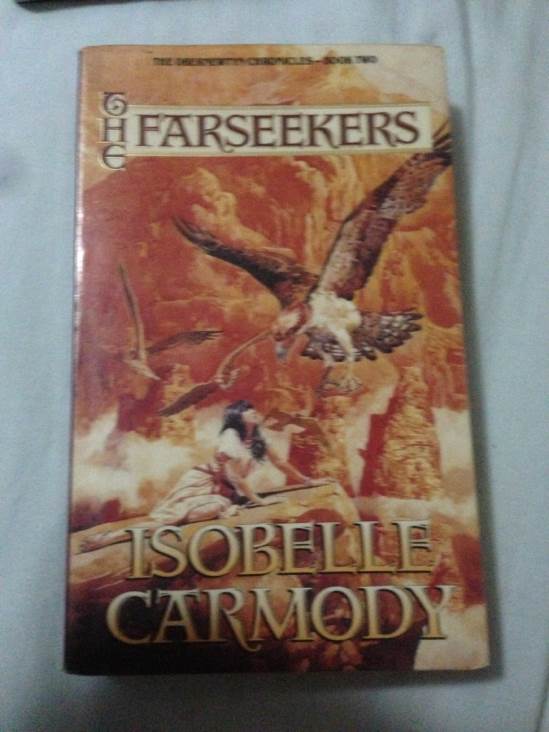 THE OBERNEWTYN CHRONICLES - BOOK TWO
THE FARSEEKERS
ISOBELLE
CARMODY